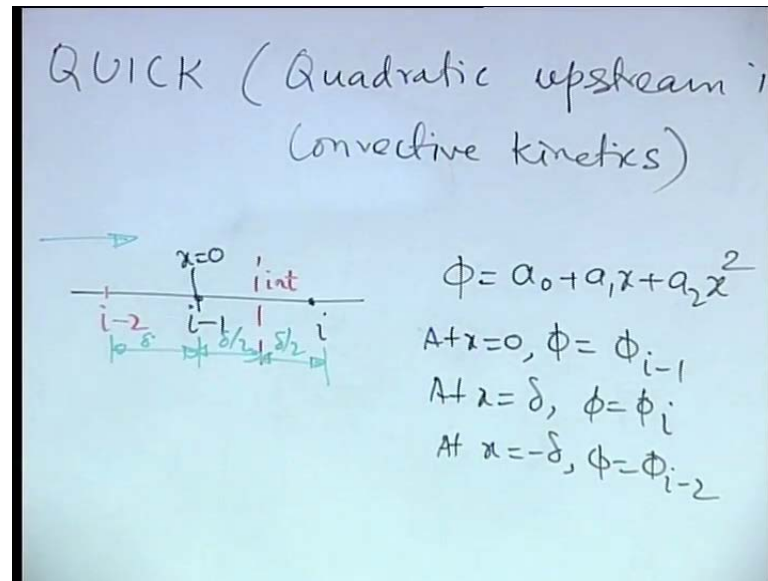 QUICK (Quadratic upstream i
Convective kinetics)
x=0
int
i-2
i-1
i
δ
δ/2
δ/2
ϕ= a₀+a₁x+a₂x²
At x=0, ϕ= ϕᵢ₋₁
At x= δ, ϕ=ϕᵢ
At x=-δ, ϕ=ϕᵢ₋₂